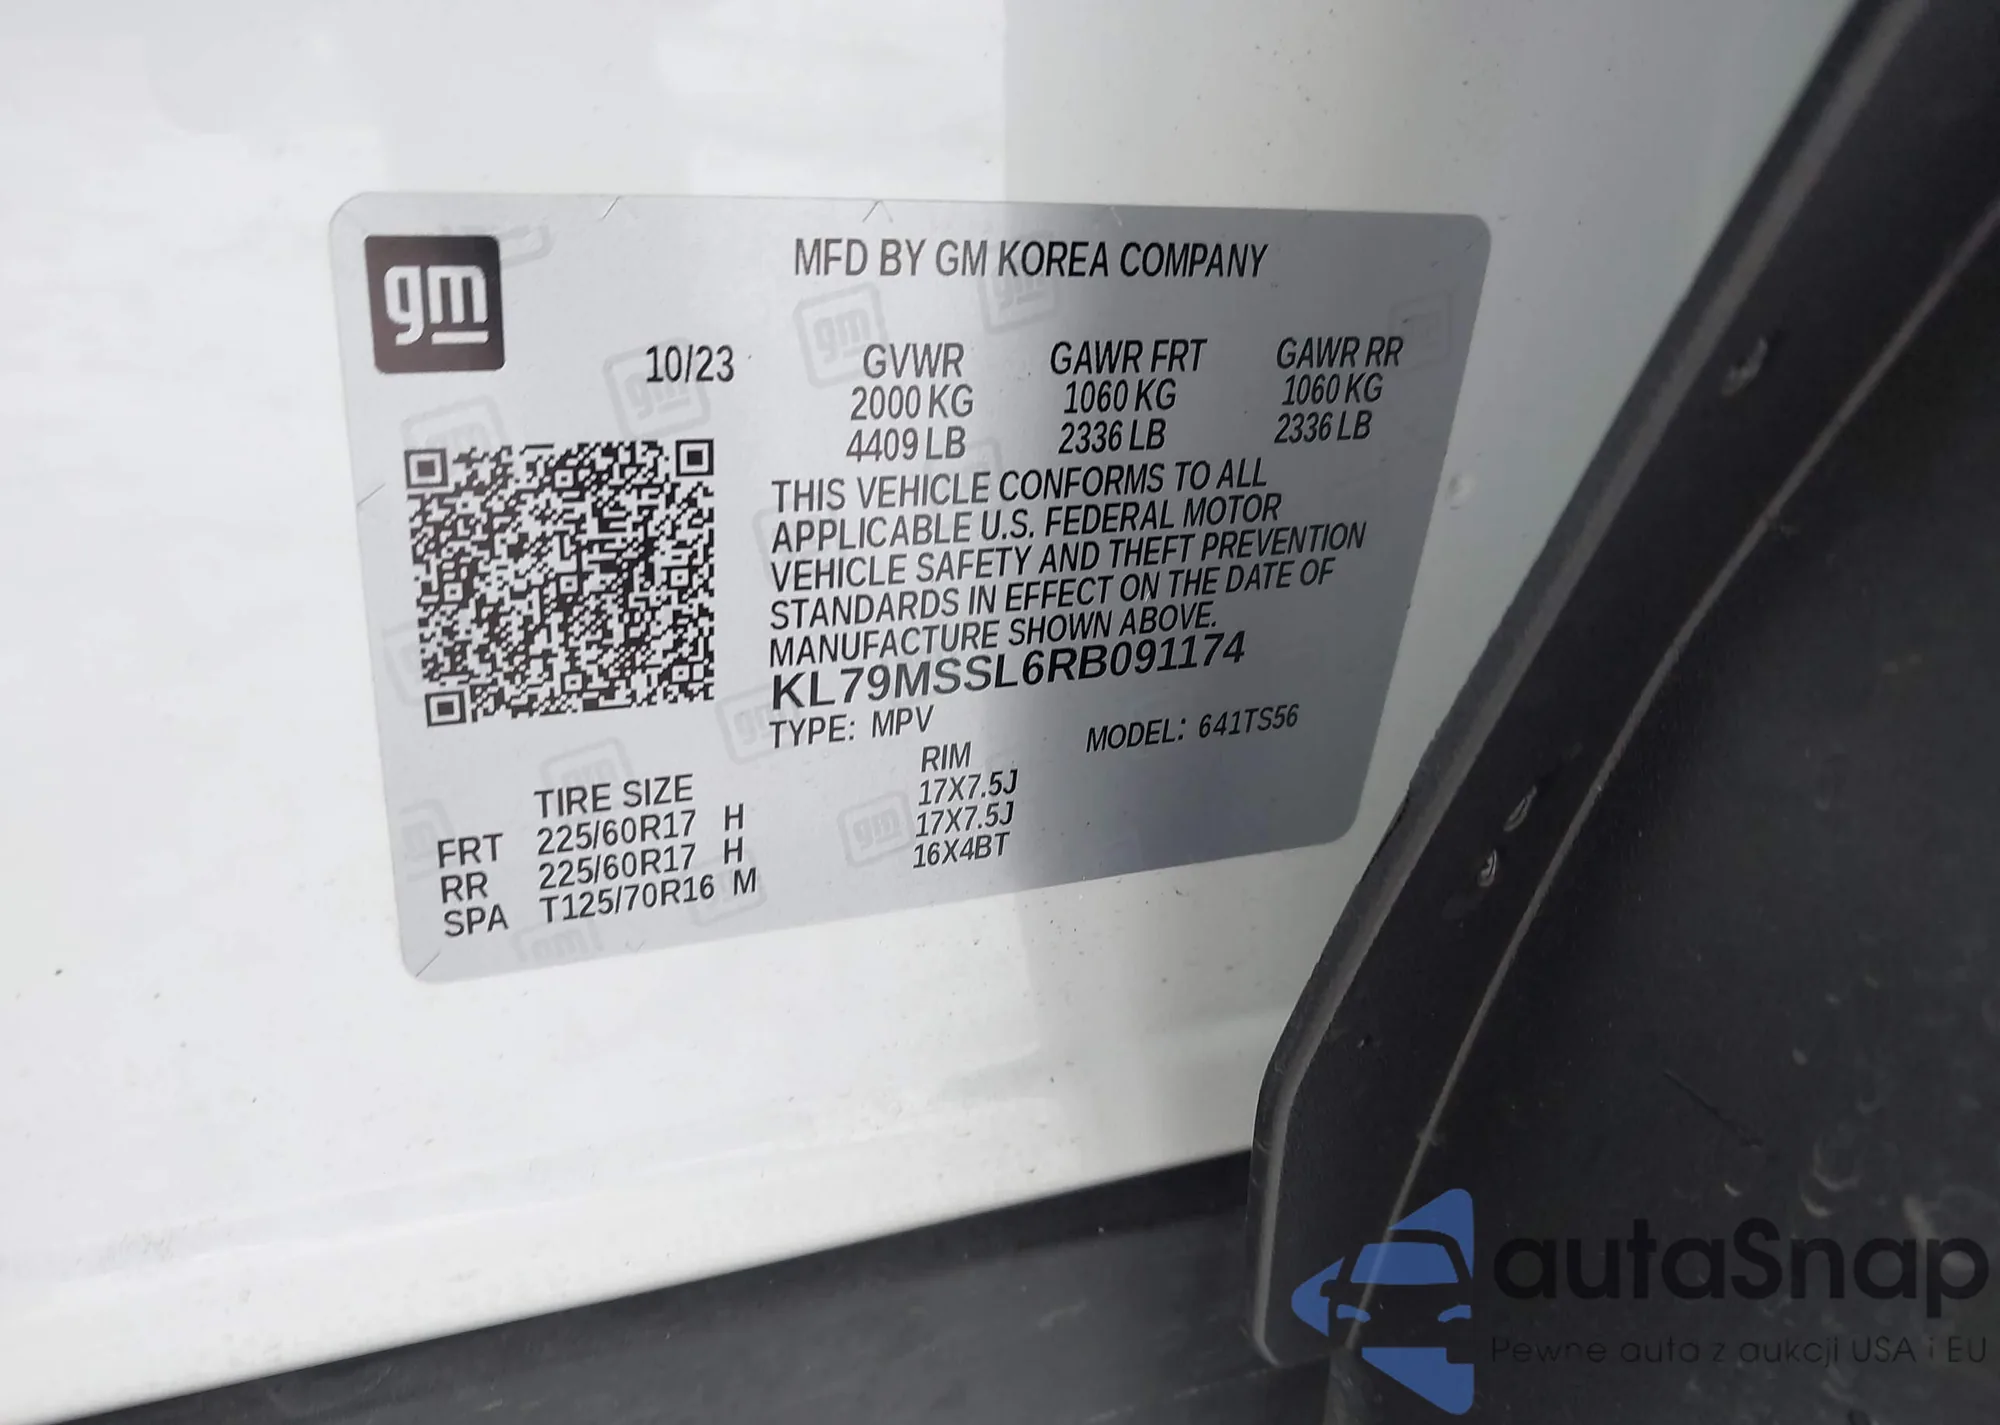 gm
MFD BY GM KOREA COMPANY
10/23 GVWR GAWR FRT GAWR RR
2000 KG 1060 KG 1060 KG
4409 LB 2336 LB 2336 LB
THIS VEHICLE CONFORMS TO ALL
APPLICABLE U.S. FEDERAL MOTOR
VEHICLE SAFETY AND THEFT PREVENTION
STANDARDS IN EFFECT ON THE DATE OF
MANUFACTURE SHOWN ABOVE.
KL79MSSL6RB091174
TYPE: MPV MODEL: 641TS56
TIRE SIZE RIM
FRT 225/60R17 H 17X7.5J
RR 225/60R17 H 17X7.5J
SPA T125/70R16 M 16X4BT
autaSnap
Pewne auta z aukcji USA i EU